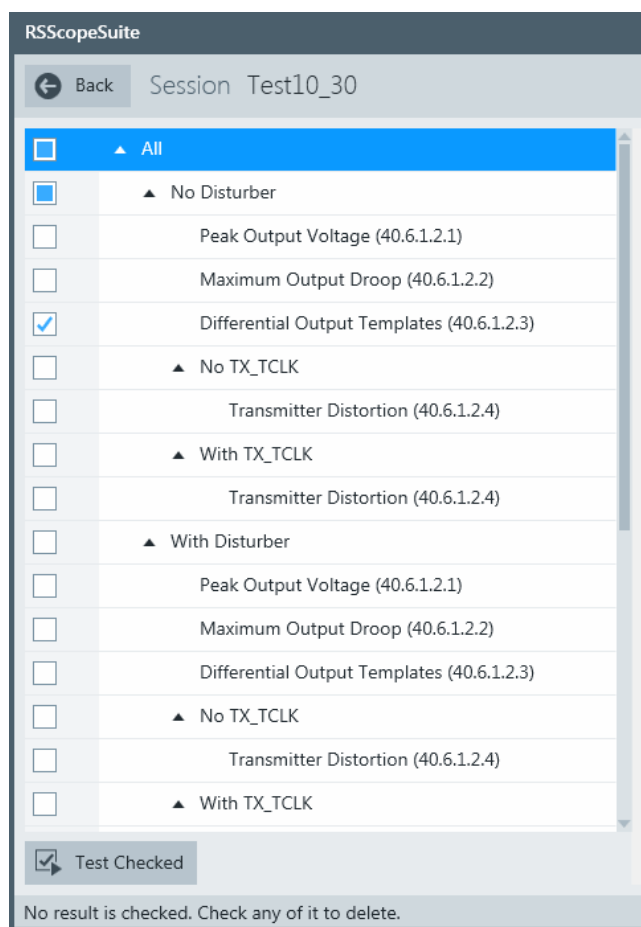 RSScopeSuite
Back Session Test10_30
All
No Disturber
Peak Output Voltage (40.6.1.2.1)
Maximum Output Droop (40.6.1.2.2)
Differential Output Templates (40.6.1.2.3)
No TX_TCLK
Transmitter Distortion (40.6.1.2.4)
With TX_TCLK
Transmitter Distortion (40.6.1.2.4)
With Disturber
Peak Output Voltage (40.6.1.2.1)
Maximum Output Droop (40.6.1.2.2)
Differential Output Templates (40.6.1.2.3)
No TX_TCLK
Transmitter Distortion (40.6.1.2.4)
With TX_TCLK
Test Checked
No result is checked. Check any of it to delete.